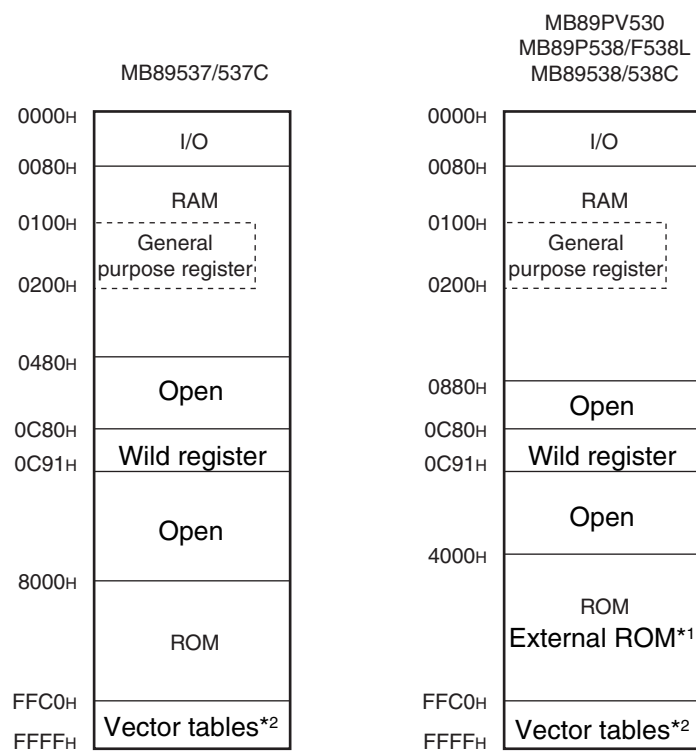 MB89537/537C
0000H
I/O
0080H
RAM
0100H
General
purpose register
0200H
0480H
Open
0C80H
Wild register
0C91H
Open
8000H
ROM
FFC0H
Vector tables*2
FFFFH
MB89PV530
MB89P538/F538L
MB89538/538C
0000H
I/O
0080H
RAM
0100H
General
purpose register
0200H
0880H
Open
0C80H
Wild register
0C91H
Open
4000H
ROM
External ROM*1
FFC0H
Vector tables*2
FFFFH